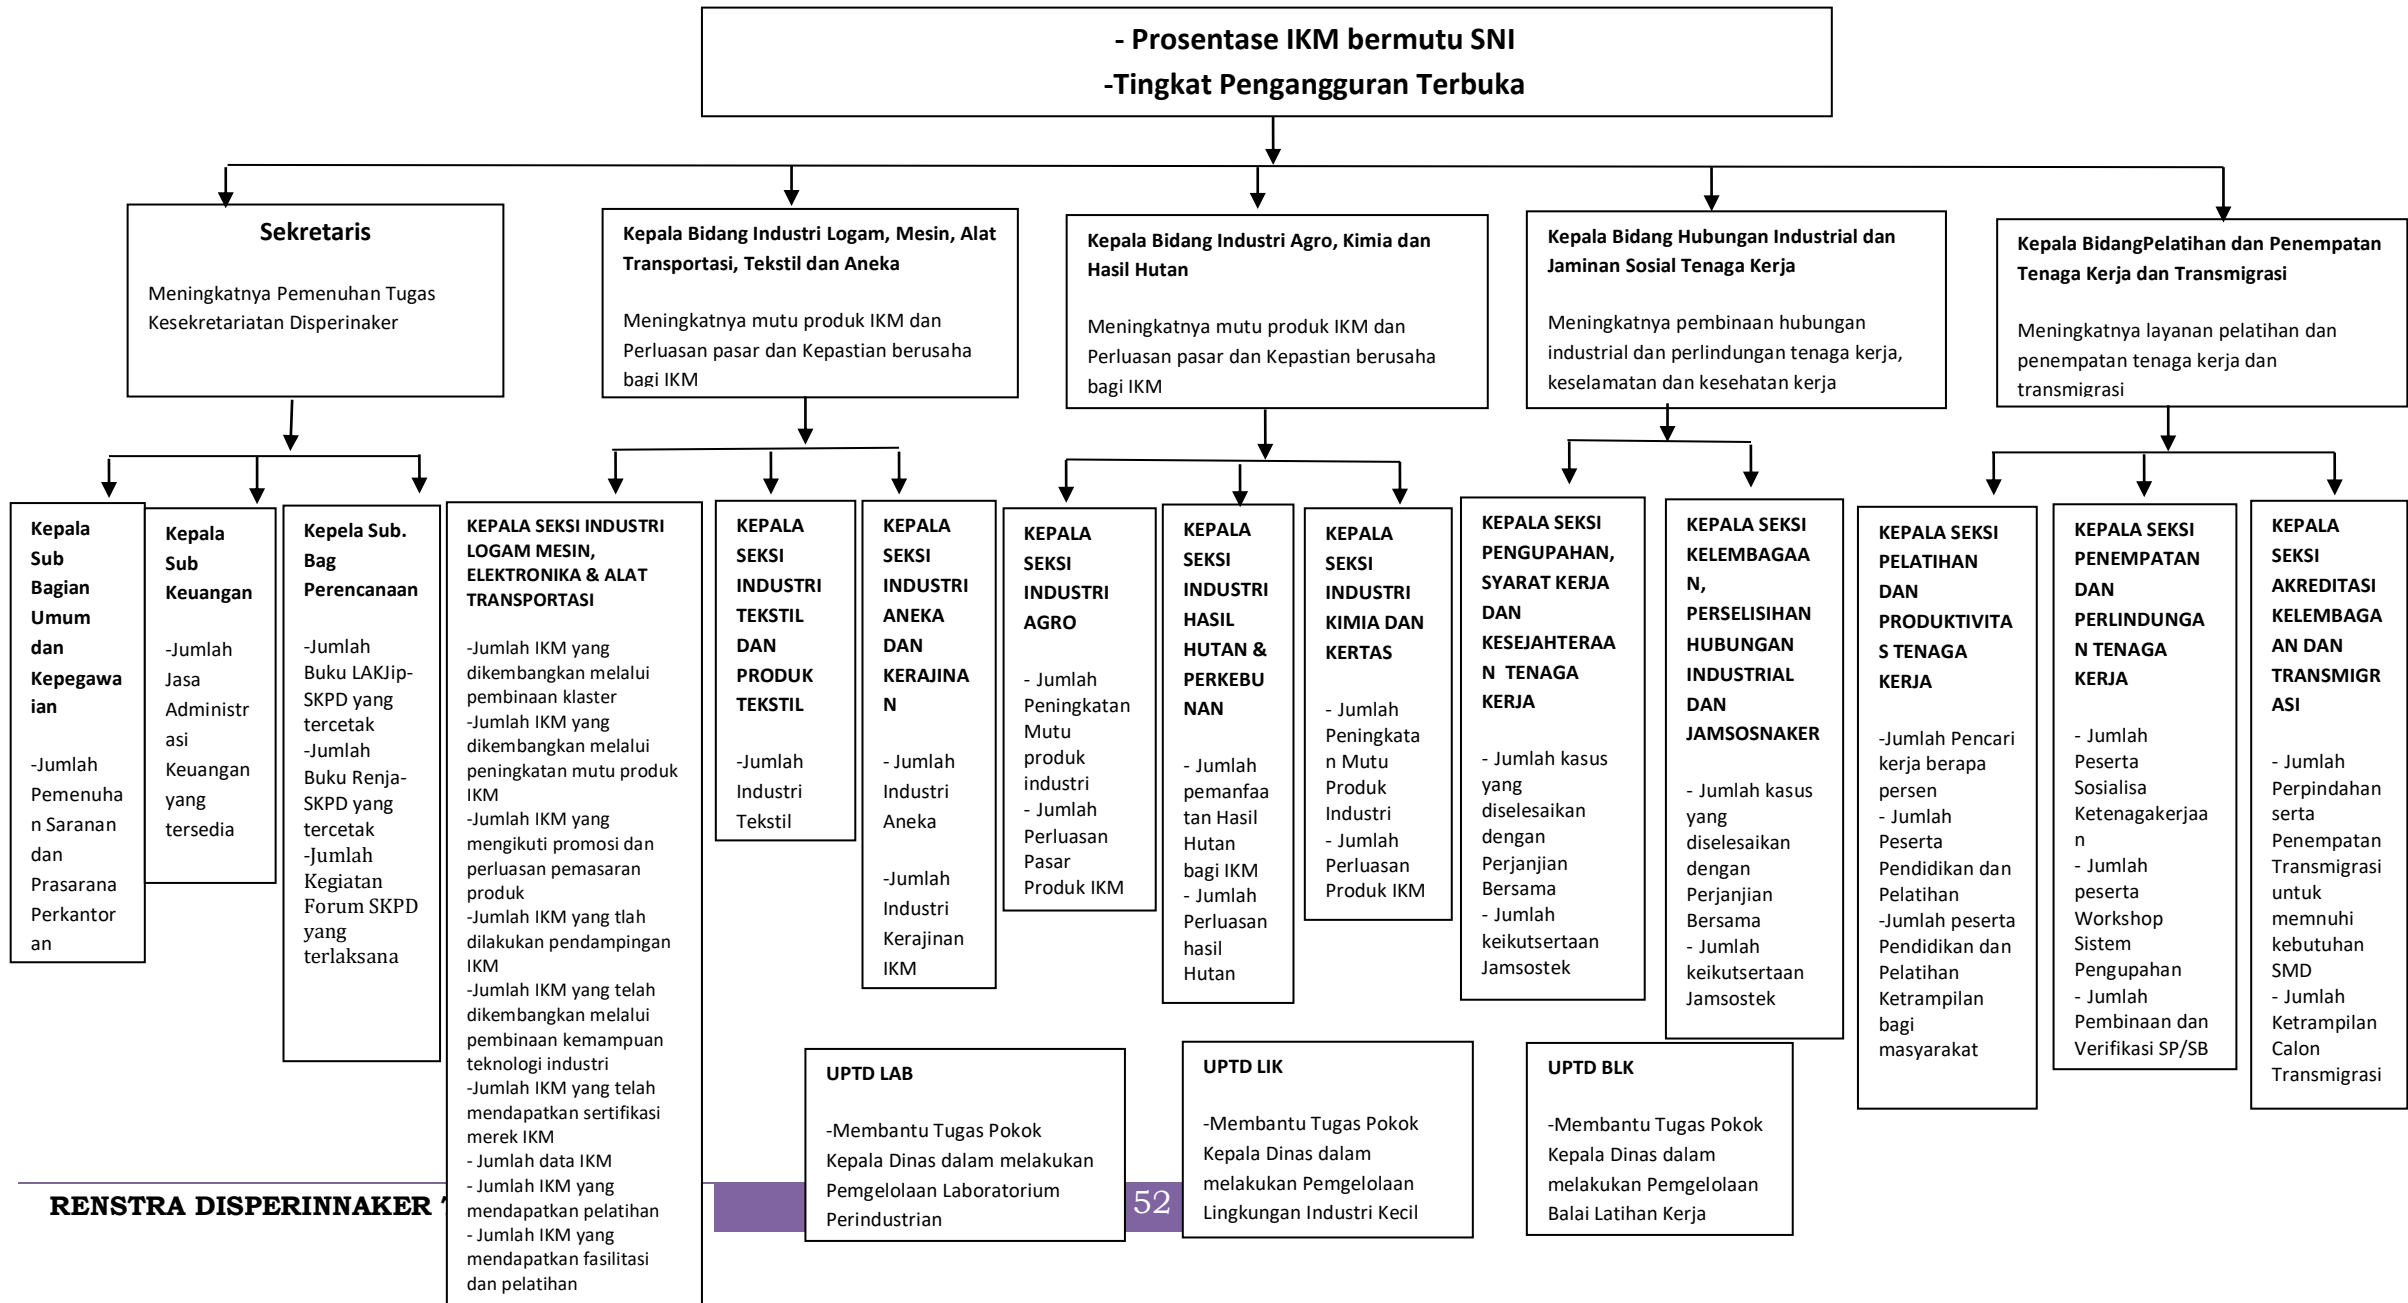 - Prosentase IKM bermutu SNI
-Tingkat Pengangguran Terbuka
Sekretaris
Meningkatnya Pemenuhan Tugas
Kesekretariatan Disperinaker
Kepala Bidang Industri Logam, Mesin, Alat
Transportasi, Tekstil dan Aneka
Meningkatnya mutu produk IKM dan
Perluasan pasar dan Kepastian berusaha
bagi IKM
Kepala Bidang Industri Agro, Kimia dan
Hasil Hutan
Meningkatnya mutu produk IKM dan
Perluasan pasar dan Kepastian berusaha
bagi IKM
Kepala Bidang Hubungan Industrial dan
Jaminan Sosial Tenaga Kerja
Meningkatnya pembinaan hubungan
industrial dan perlindungan tenaga kerja,
keselamatan dan kesehatan kerja
Kepala BidangPelatihan dan Penempatan
Tenaga Kerja dan Transmigrasi
Meningkatnya layanan pelatihan dan
penempatan tenaga kerja dan
transmigrasi
Kepala
Sub
Bagian
Umum
dan
Kepegawa
ian
-Jumlah
Pemenuha
n Saranan
dan
Prasarana
Perkantor
an
Kepala
Sub
Keuangan
-Jumlah
Jasa
Administr
asi
Keuangan
yang
tersedia
Kepela Sub.
Bag
Perencanaan
-Jumlah
Buku LAKJip-
SKPD yang
tercetak
-Jumlah
Buku Renja-
SKPD yang
tercetak
-Jumlah
Kegiatan
Forum SKPD
yang
terlaksana
KEPALA SEKSI INDUSTRI
LOGAM MESIN,
ELEKTRONIKA & ALAT
TRANSPORTASI
-Jumlah IKM yang
dikembangkan melalui
pembinaan klaster
-Jumlah IKM yang
dikembangkan melalui
peningkatan mutu produk
IKM
-Jumlah IKM yang
mengikuti promosi dan
perluasan pemasaran
produk
-Jumlah IKM yang tlah
dilakukan pendampingan
IKM
-Jumlah IKM yang telah
dikembangkan melalui
pembinaan kemampuan
teknologi industri
-Jumlah IKM yang telah
mendapatkan sertifikasi
merek IKM
- Jumlah data IKM
- Jumlah IKM yang
mendapatkan pelatihan
- Jumlah IKM yang
mendapatkan fasilitasi
dan pelatihan
KEPALA
SEKSI
INDUSTRI
TEKSTIL
DAN
PRODUK
TEKSTIL
-Jumlah
Industri
Tekstil
KEPALA
SEKSI
INDUSTRI
ANEKA
DAN
KERAJINA
N
- Jumlah
Industri
Aneka
-Jumlah
Industri
Kerajinan
IKM
KEPALA
SEKSI
INDUSTRI
AGRO
- Jumlah
Peningkatan
Mutu
produk
industri
- Jumlah
Perluasan
Pasar
Produk IKM
KEPALA
SEKSI
INDUSTRI
HASIL
HUTAN &
PERKEBU
NAN
- Jumlah
pemanfaa
tan Hasil
Hutan
bagi IKM
- Jumlah
Perluasan
hasil
Hutan
KEPALA
SEKSI
INDUSTRI
KIMIA DAN
KERTAS
- Jumlah
Peningkata
n Mutu
Produk
Industri
- Jumlah
Perluasan
Produk IKM
KEPALA SEKSI
PENGUPAHAN,
SYARAT KERJA
DAN
KESEJAHTERAA
N TENAGA
KERJA
- Jumlah kasus
yang
diselesaikan
dengan
Perjanjian
Bersama
- Jumlah
keikutsertaan
Jamsostek
KEPALA SEKSI
KELEMBAGAA
N,
PERSELISIHAN
HUBUNGAN
INDUSTRIAL
DAN
JAMSOSNAKER
- Jumlah kasus
yang
diselesaikan
dengan
Perjanjian
Bersama
- Jumlah
keikutsertaan
Jamsostek
KEPALA SEKSI
PELATIHAN
DAN
PRODUKTIVITA
S TENAGA
KERJA
-Jumlah Pencari
kerja berapa
persen
- Jumlah
Peserta
Pendidikan dan
Pelatihan
-Jumlah peserta
Pendidikan dan
Pelatihan
Ketrampilan
bagi
masyarakat
KEPALA SEKSI
PENEMPATAN
DAN
PERLINDUNGA
N TENAGA
KERJA
- Jumlah
Peserta
Sosialisa
Ketenagakerjaa
n
- Jumlah
peserta
Workshop
Sistem
Pengupahan
- Jumlah
Pembinaan dan
Verifikasi SP/SB
KEPALA
SEKSI
AKREDITASI
KELEMBAGA
AN DAN
TRANSMIGR
ASI
- Jumlah
Perpindahan
serta
Penempatan
Transmigrasi
untuk
memnuhi
kebutuhan
SMD
- Jumlah
Ketrampilan
Calon
Transmigrasi
UPTD LAB
-Membantu Tugas Pokok
Kepala Dinas dalam melakukan
Pemgelolaan Laboratorium
Perindustrian
UPTD LIK
-Membantu Tugas Pokok
Kepala Dinas dalam
melakukan Pemgelolaan
Lingkungan Industri Kecil
UPTD BLK
-Membantu Tugas Pokok
Kepala Dinas dalam
melakukan Pemgelolaan
Balai Latihan Kerja
RENSTRA DISPERINNAKER
52